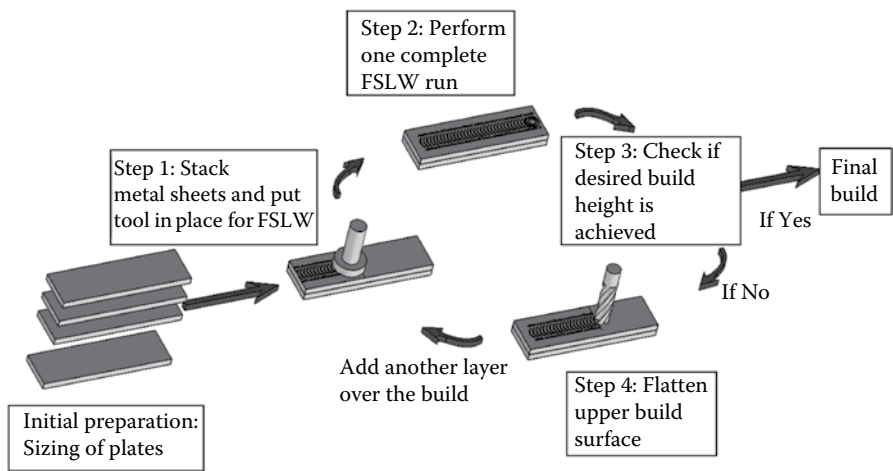 Step 2: Perform
one complete
FSLW run
Step 1: Stack
metal sheets and put
tool in place for FSLW
Step 3: Check if
desired build
height is
achieved
Final
build
If Yes
If No
Add another layer
over the build
Step 4: Flatten
upper build
surface
Initial preparation:
Sizing of plates